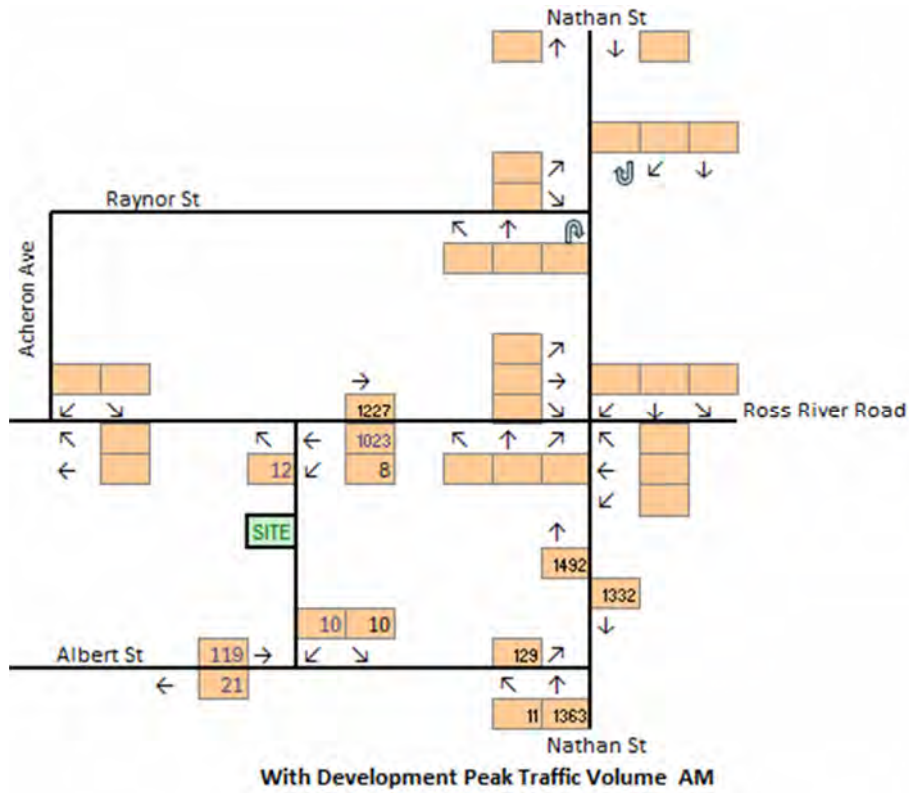 Nathan St
Raynor St
Acheron Ave
1227
Ross River Road
1023
12
8
SITE
1492
1332
10 10
Albert St
119
129
21
11 1363
Nathan St
With Development Peak Traffic Volume AM